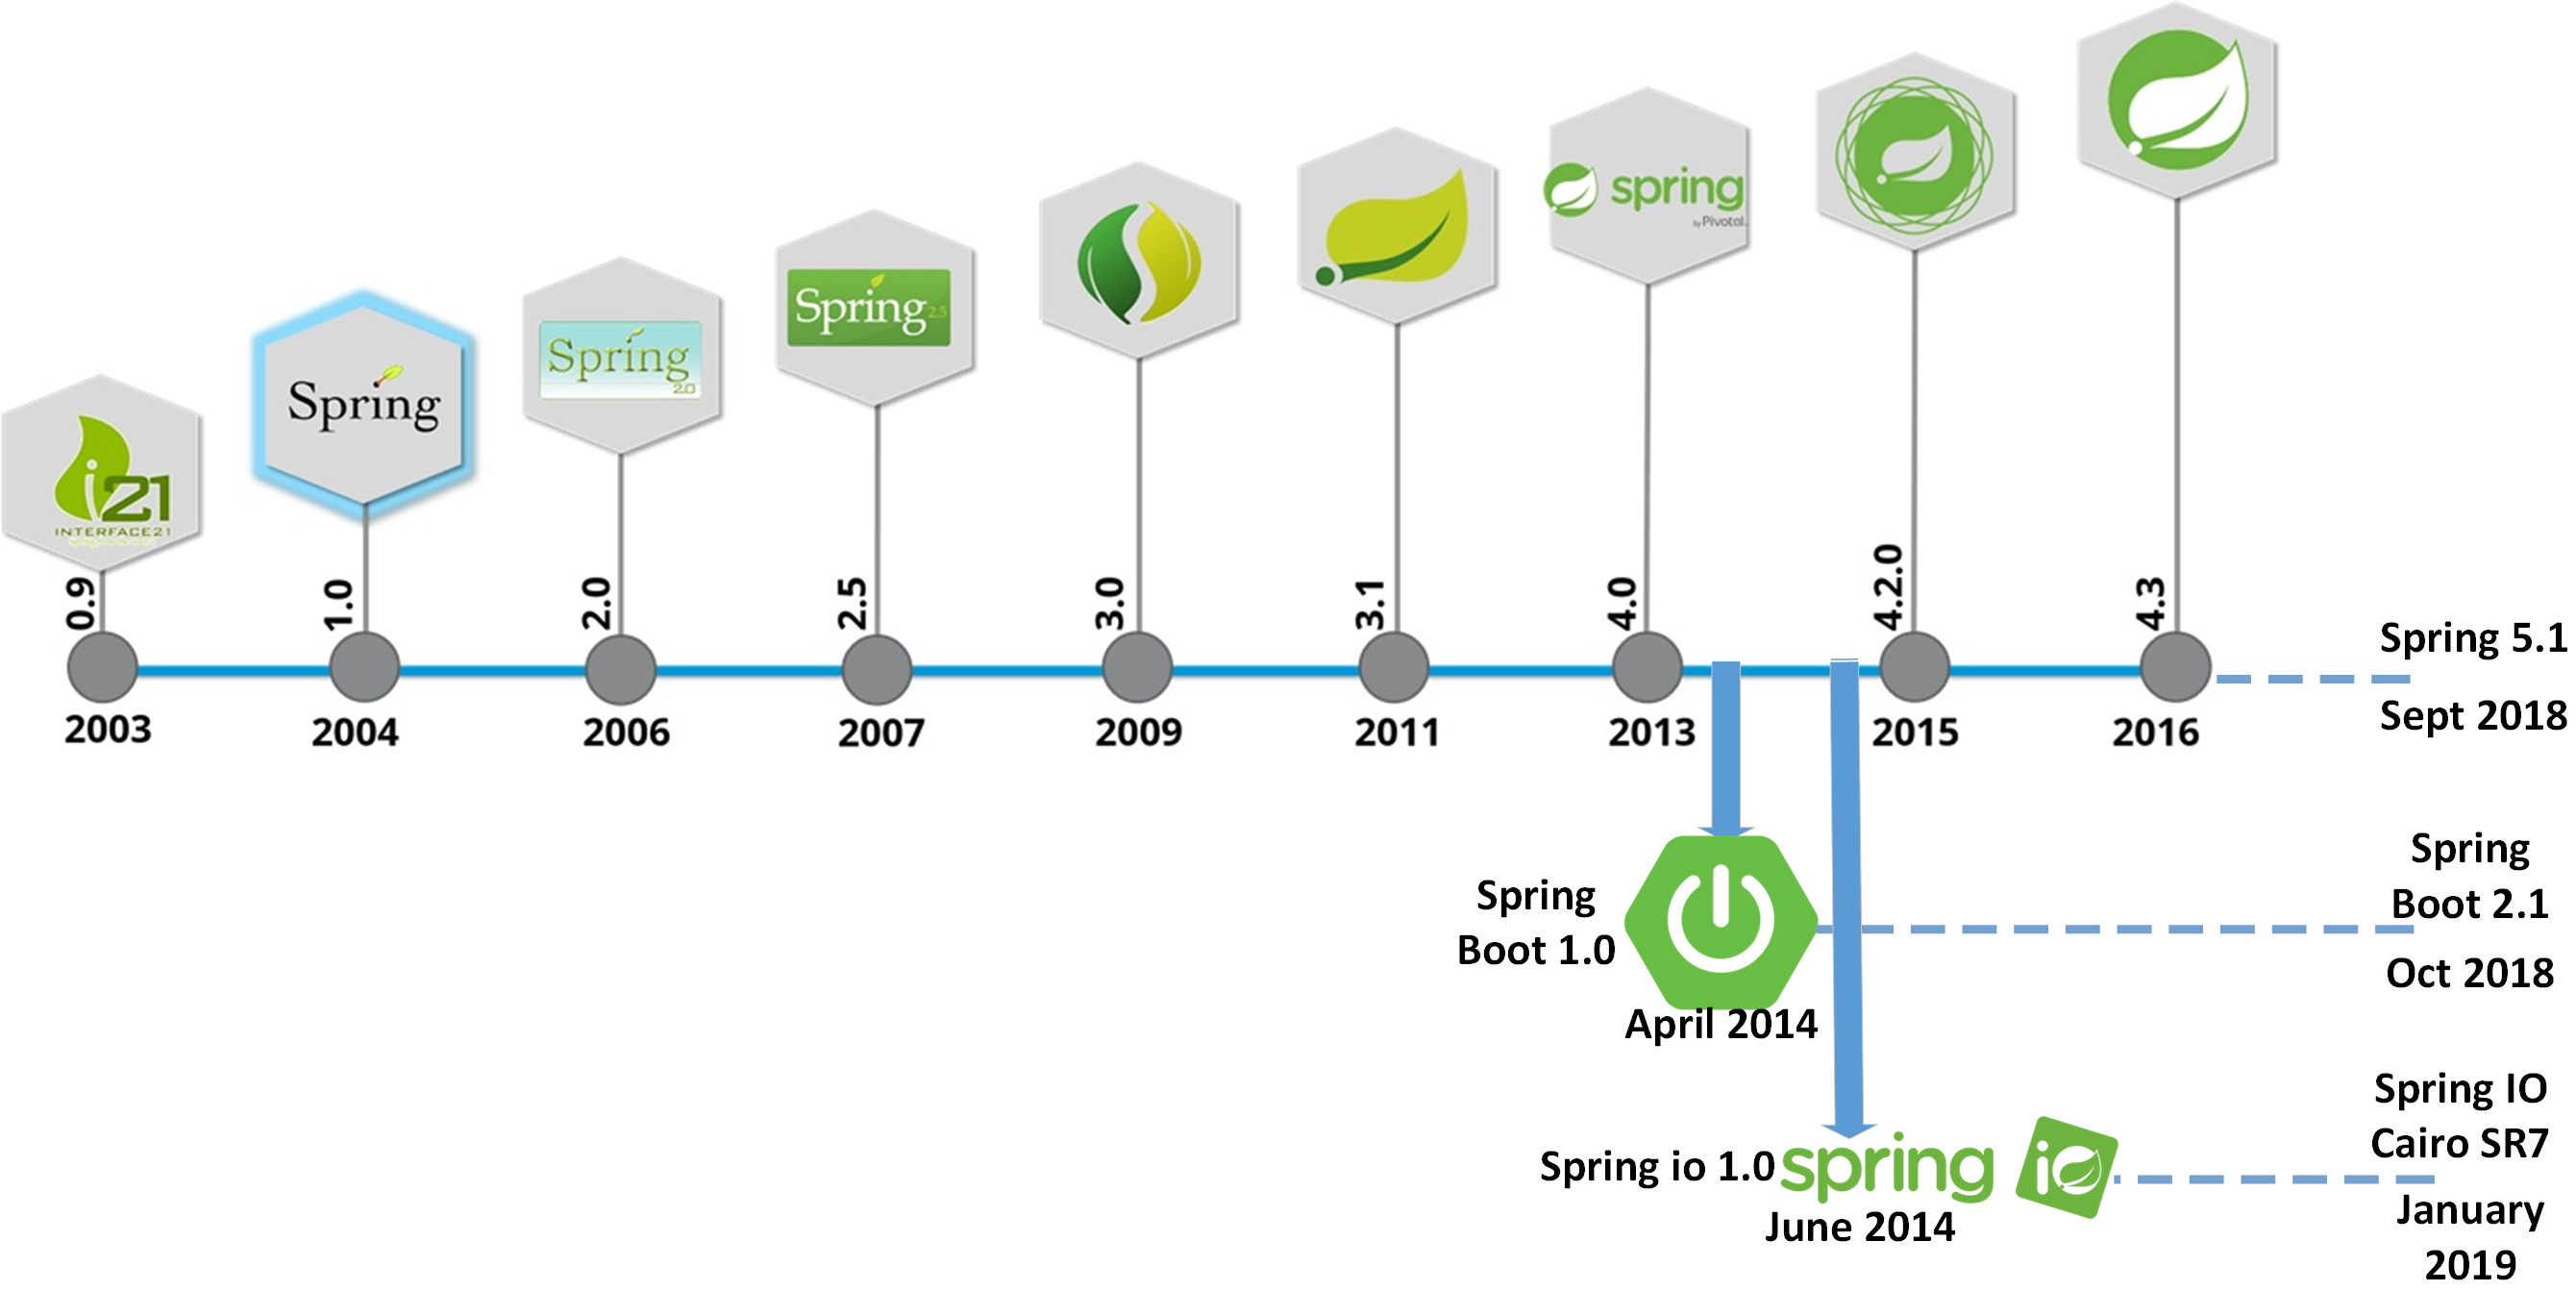 i21
INTERFACE21
Spring
Spring
2.0
Spring 2.5
spring
by Pivotal.
0.9
1.0
2.0
2.5
3.0
3.1
4.0
4.2.0
4.3
2003
2004
2006
2007
2009
2011
2013
2015
2016
Spring 5.1
Sept 2018
Spring
Boot 1.0
April 2014
Spring
Boot 2.1
Oct 2018
Spring io 1.0
spring io
June 2014
Spring IO
Cairo SR7
January
2019